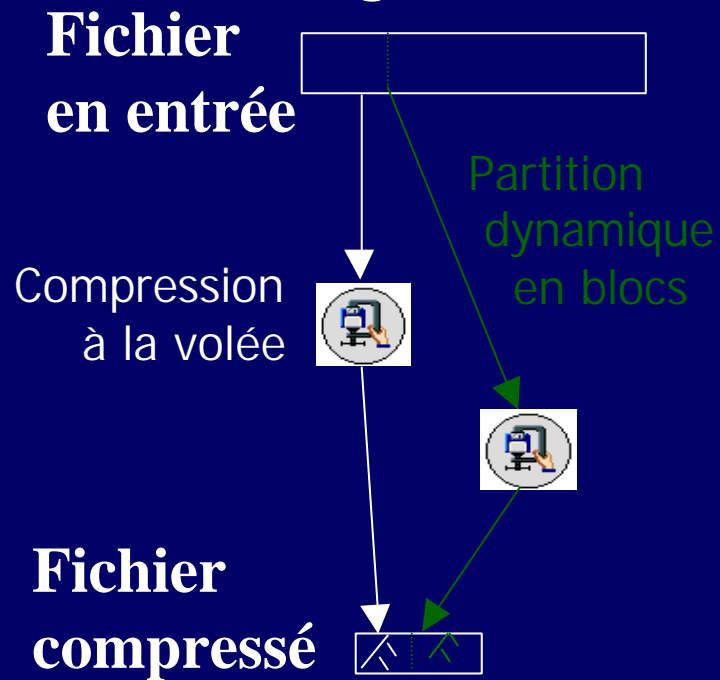 Fichier
en entrée
Partition
dynamique
en blocs
Compression
à la volée
Fichier
compressé